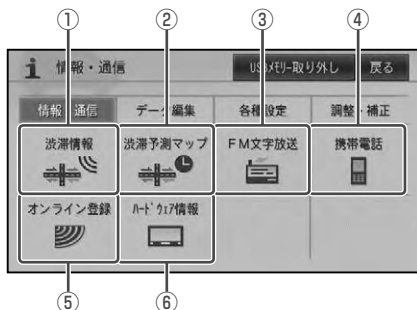 ① ② ③ ④
i 情報・通信 USBメモリー取り外し 戻る
情報・通信 データ編集 各種設定 調整・補正
渋滞情報 渋滞予測マップ FM文字放送 携帯電話
オンライン登録 ハードウェア情報
⑤ ⑥